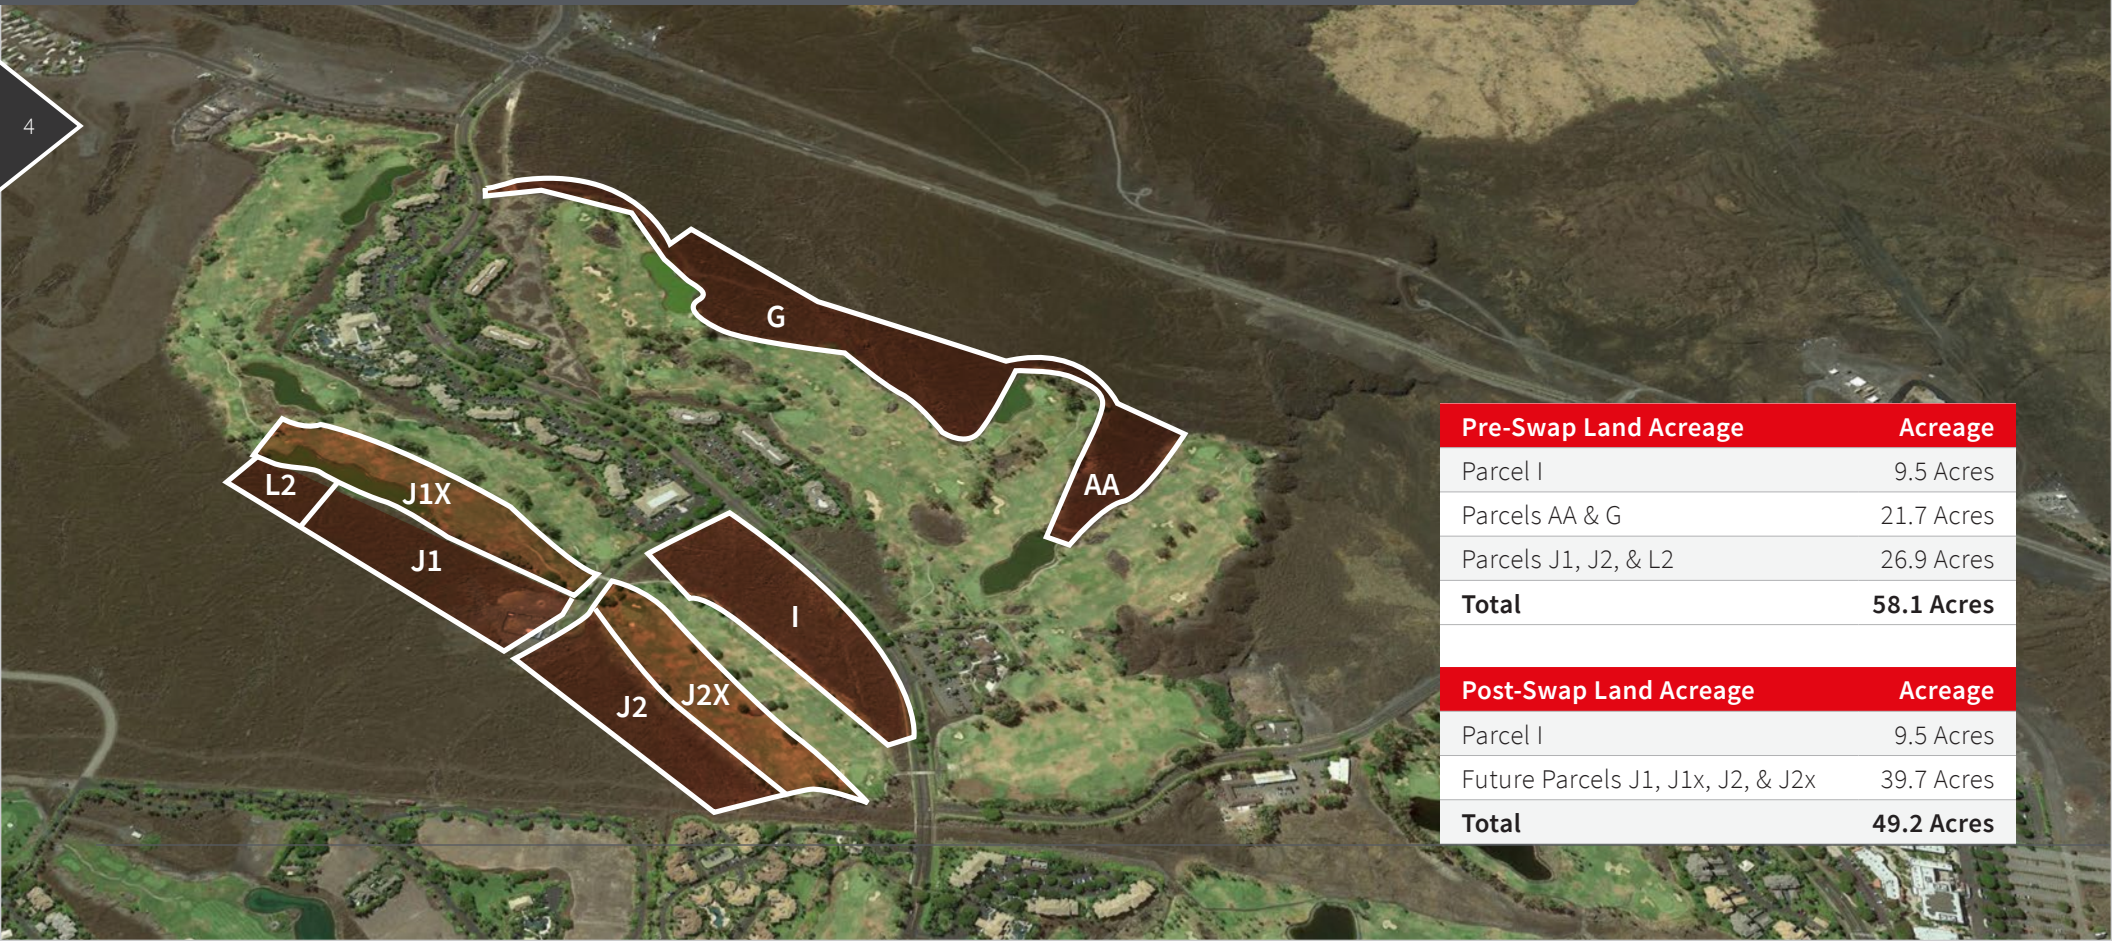 4
G
AA
L2
J1X
J1
I
J2
J2X
Pre-Swap Land Acreage Acreage
Parcel I 9.5 Acres
Parcels AA & G 21.7 Acres
Parcels J1, J2, & L2 26.9 Acres
Total 58.1 Acres
Post-Swap Land Acreage Acreage
Parcel I 9.5 Acres
Future Parcels J1, J1x, J2, & J2x 39.7 Acres
Total 49.2 Acres